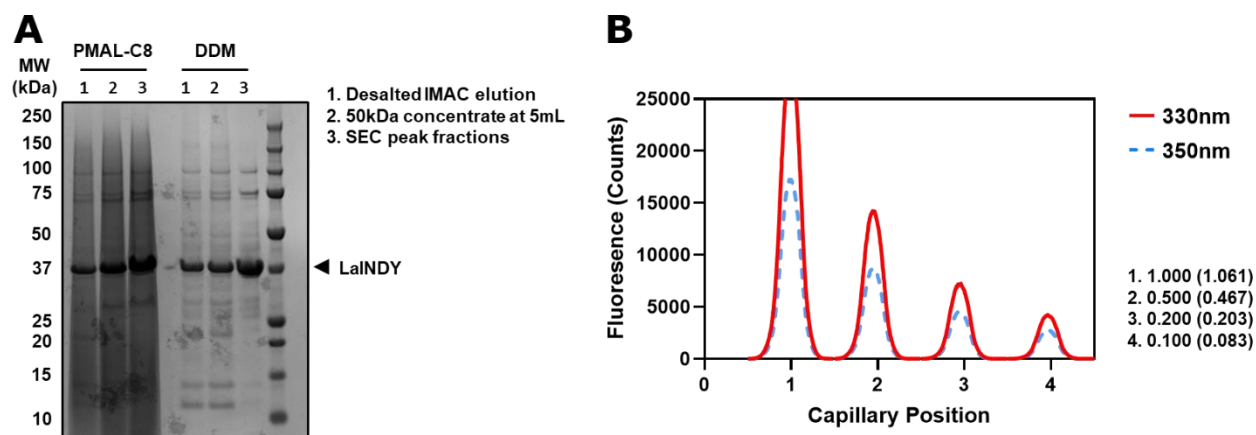 A
PMAL-C8 DDM
MW
(kDa)
1 2 3 1 2 3
250
150
100
75
50
37
25
20
15
10
1. Desalted IMAC elution
2. 50kDa concentrate at 5mL
3. SEC peak fractions
LaINDY
B
Fluoresence (Counts)
25000
20000
15000
10000
5000
0
0 1 2 3 4
Capillary Position
330nm
350nm
1. 1.000 (1.061)
2. 0.500 (0.467)
3. 0.200 (0.203)
4. 0.100 (0.083)